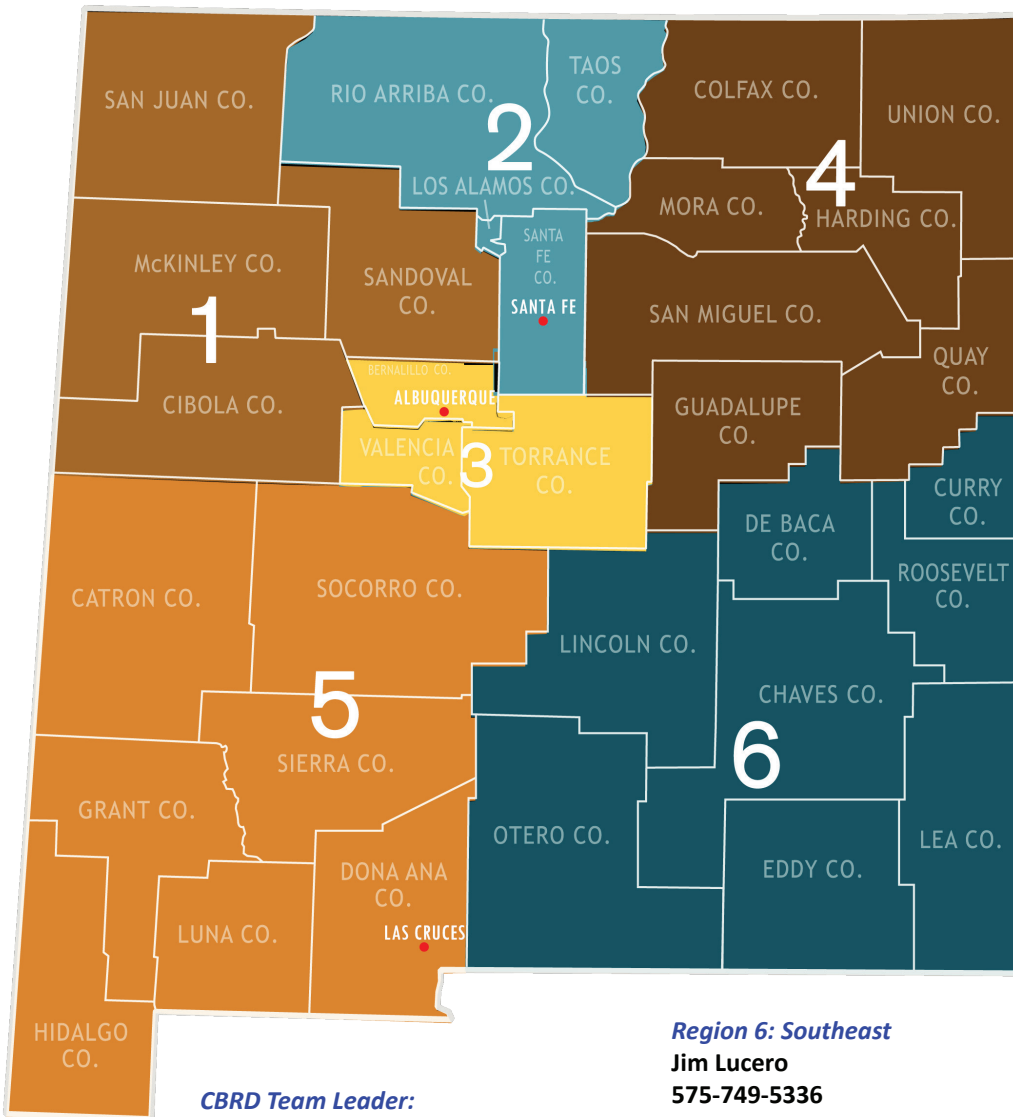 SAN JUAN CO.
RIO ARRIBA CO.
TAOS
CO.
COLFAX CO.
UNION CO.
2
4
LOS ALAMOS CO.
MORA CO.
HARDING CO.
McKINLEY CO.
SANDOVAL
CO.
SANTA
FE
CO.
SANTA FE
SAN MIGUEL CO.
1
QUAY
CO.
CIBOLA CO.
BERNALILLO CO.
ALBUQUERQUE
GUADALUPE
CO.
VALENCIA
CO.
3
TORRANCE
CO.
CURRY
CO.
DE BACA
CO.
ROOSEVELT
CO.
CATRON CO.
SOCORRO CO.
LINCOLN CO.
CHAVES CO.
5
6
SIERRA CO.
GRANT CO.
OTERO CO.
LEA CO.
DONA ANA
CO.
EDDY CO.
LUNA CO.
LAS CRUCES
HIDALGO
CO.
CBRD Team Leader:
Region 6: Southeast
Jim Lucero
575-749-5336